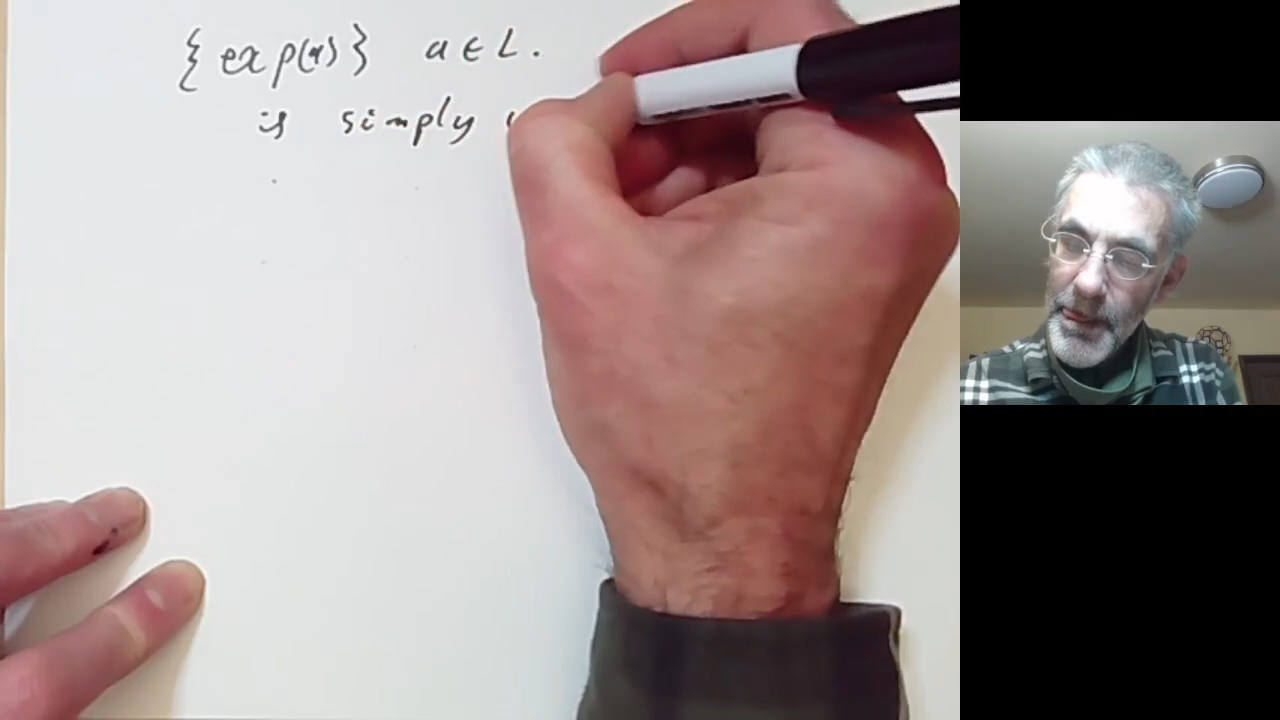 {exp(a)} a ∈ L.
is simply